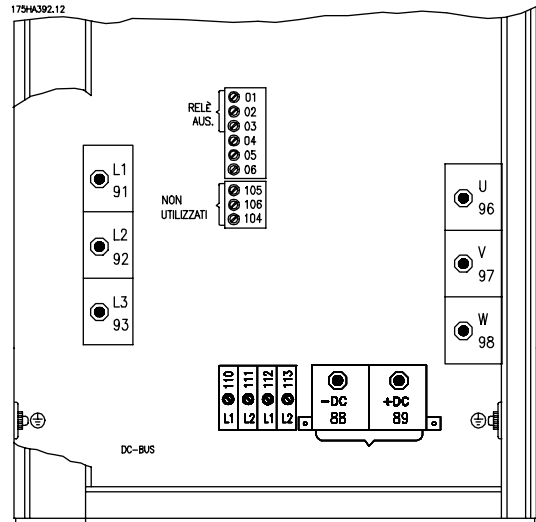 175HA392.12
RELÈ
AUS.
01
02
03
04
05
06
NON
UTILIZZATI
105
106
104
L1
91
L2
92
L3
93
U
96
V
97
W
98
110
L1
111
L2
112
L1
113
L2
-DC
88
+DC
89
DC-BUS